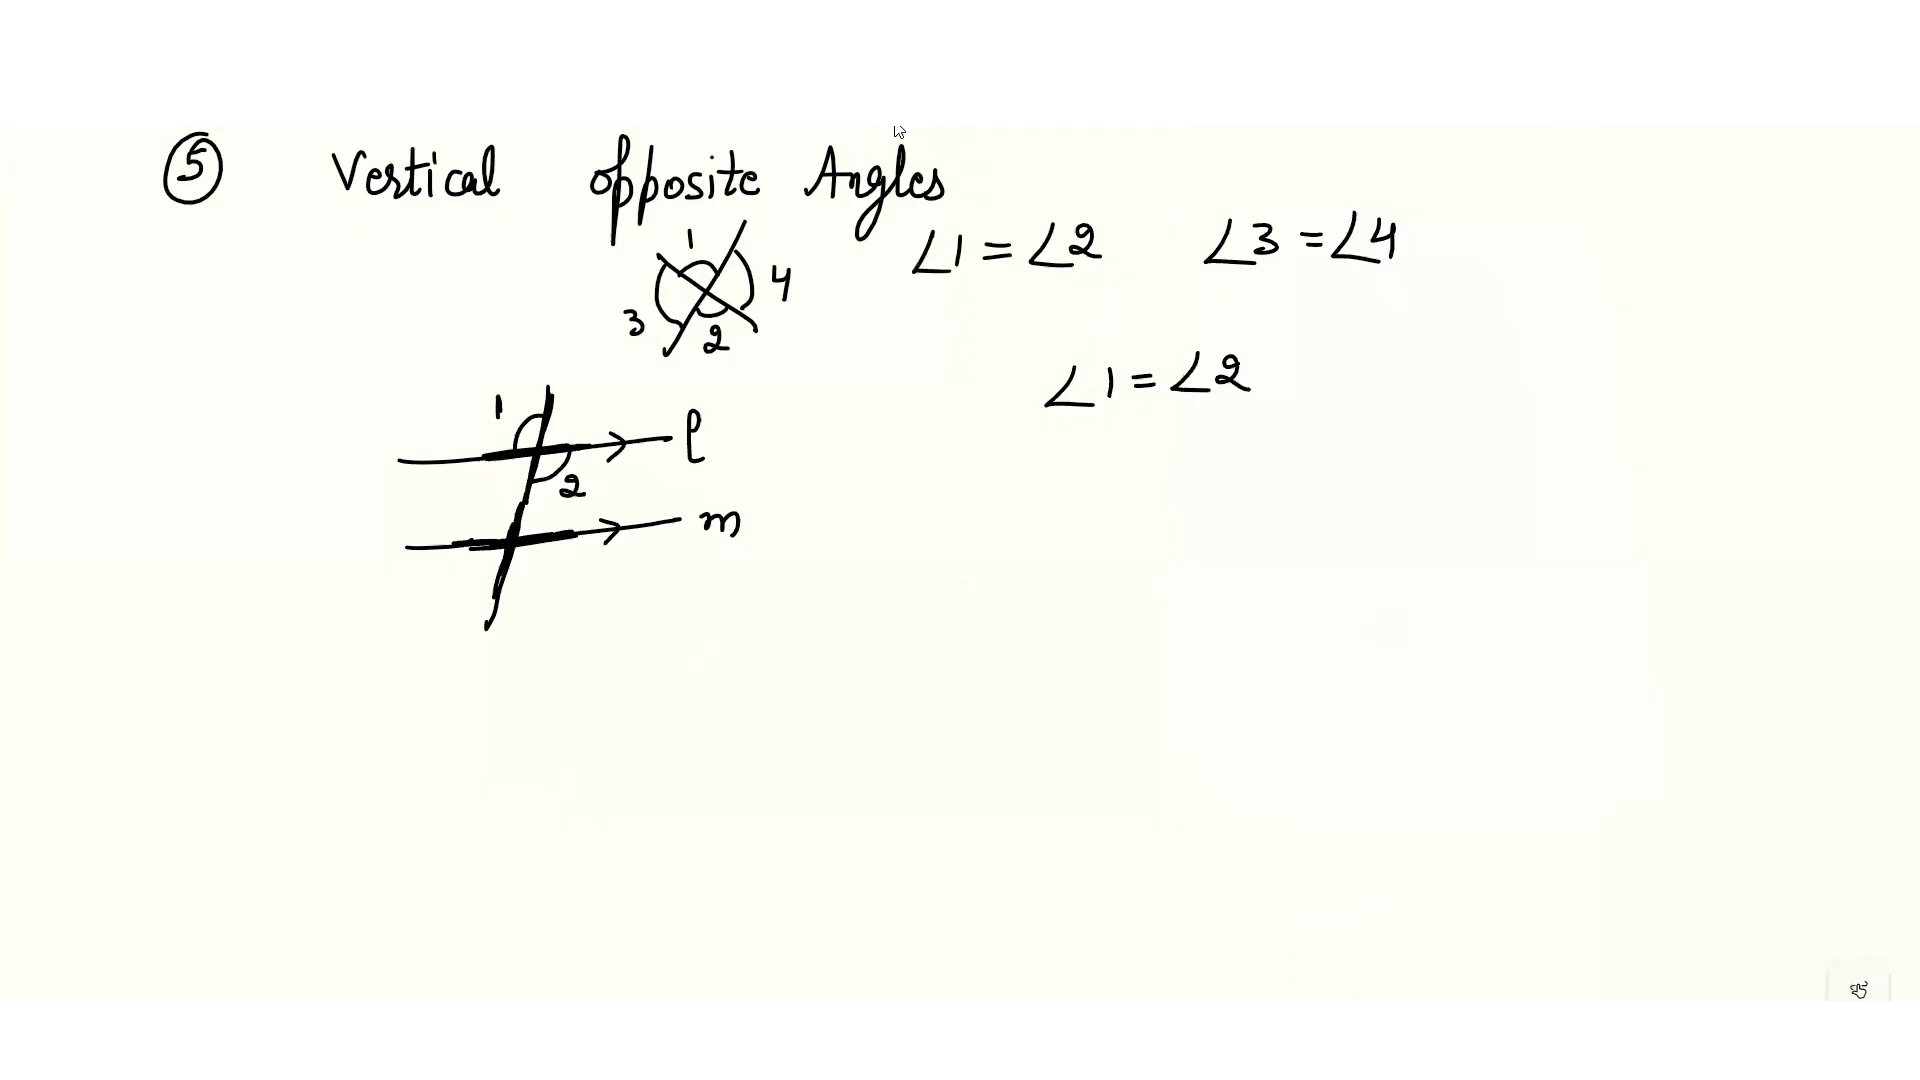 5 Vertical opposite Angles
∠1 = ∠2 ∠3 = ∠4
1
4
3
2
∠1 = ∠2
1
l
2
m